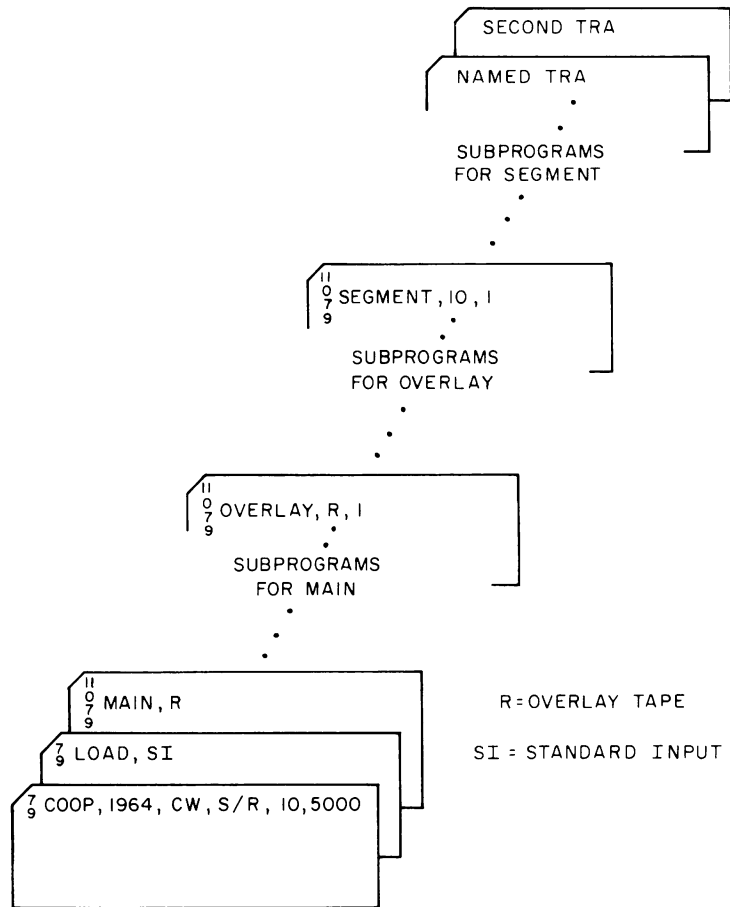 SECOND TRA
NAMED TRA
SUBPROGRAMS
FOR SEGMENT
11
0
7
9 SEGMENT, 10, 1
SUBPROGRAMS
FOR OVERLAY
11
0
7
9 OVERLAY, R, 1
SUBPROGRAMS
FOR MAIN
11
0
7
9 MAIN, R
R=OVERLAY TAPE
7
9 LOAD, SI
SI = STANDARD INPUT
7
9 COOP, 1964, CW, S/R, 10, 5000